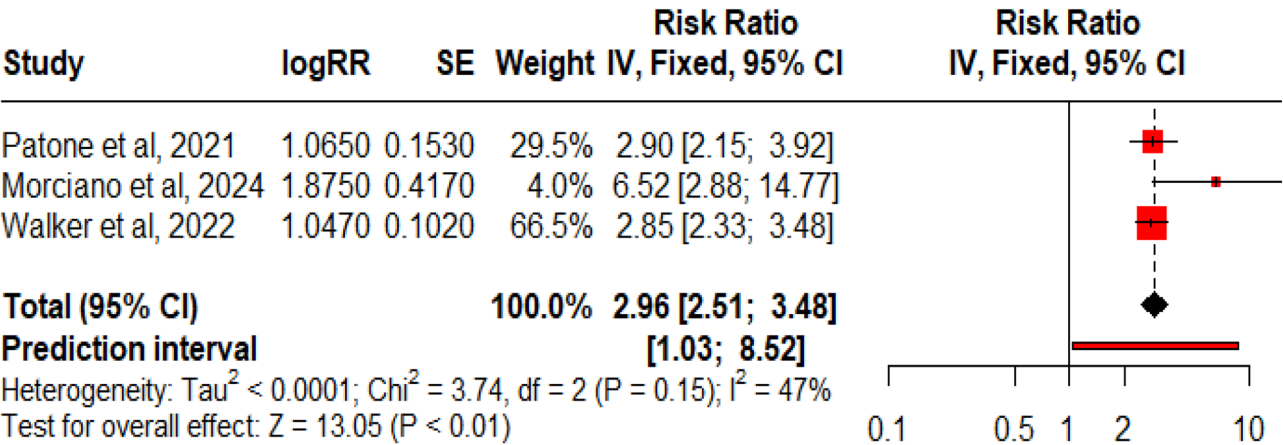 Risk Ratio Risk Ratio
Study logRR SE Weight IV, Fixed, 95% CI IV, Fixed, 95% CI
Patone et al, 2021 1.0650 0.1530 29.5% 2.90 [2.15; 3.92]
Morciano et al, 2024 1.8750 0.4170 4.0% 6.52 [2.88; 14.77]
Walker et al, 2022 1.0470 0.1020 66.5% 2.85 [2.33; 3.48]
Total (95% CI) 100.0% 2.96 [2.51; 3.48]
Prediction interval [1.03; 8.52]
Heterogeneity: Tau² < 0.0001; Chi² = 3.74, df = 2 (P = 0.15); I² = 47%
Test for overall effect: Z = 13.05 (P < 0.01)
0.1 0.5 1 2 10